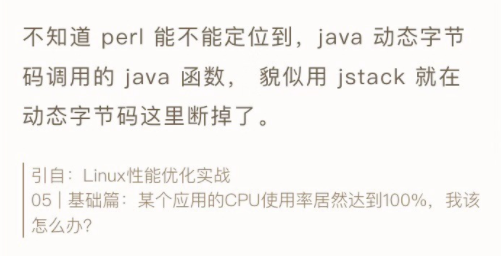 不知道 perl 能不能定位到，java 动态字节
码调用的 java 函数， 貌似用 jstack 就在
动态字节码这里断掉了。
引自：Linux性能优化实战
05 | 基础篇：某个应用的CPU使用率居然达到100%，我该
怎么办？